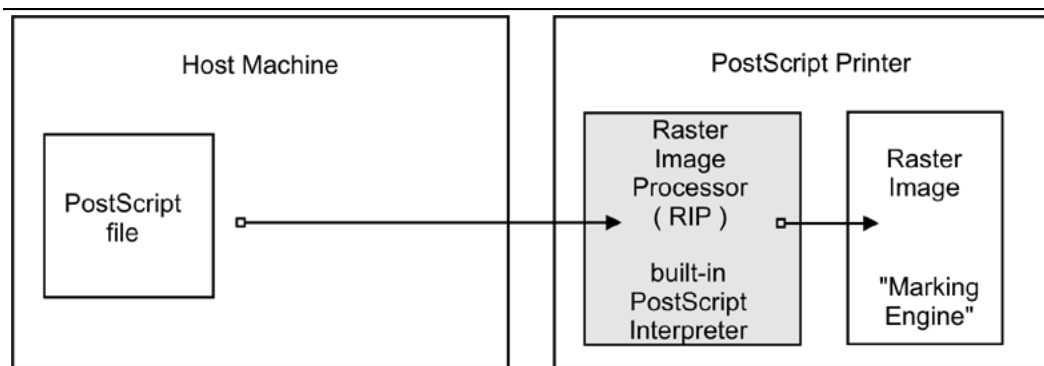 Host Machine
PostScript
file
PostScript Printer
Raster
Image
Processor
( RIP )
built-in
PostScript
Interpreter
Raster
Image
"Marking
Engine"